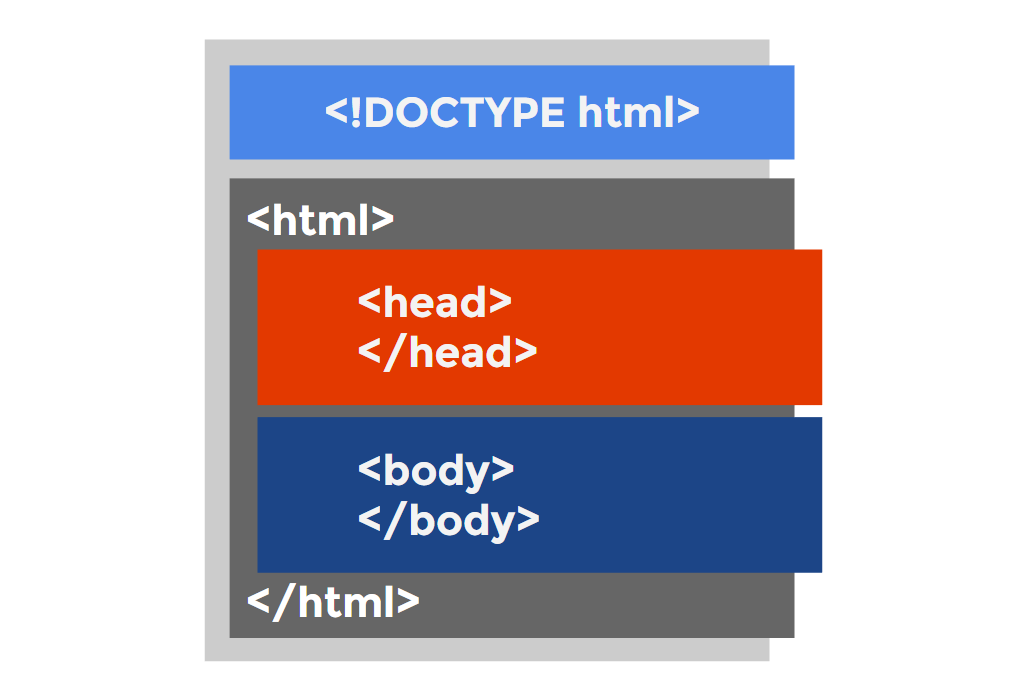 <!DOCTYPE html>
<html>
<head>
</head>
<body>
</body>
</html>